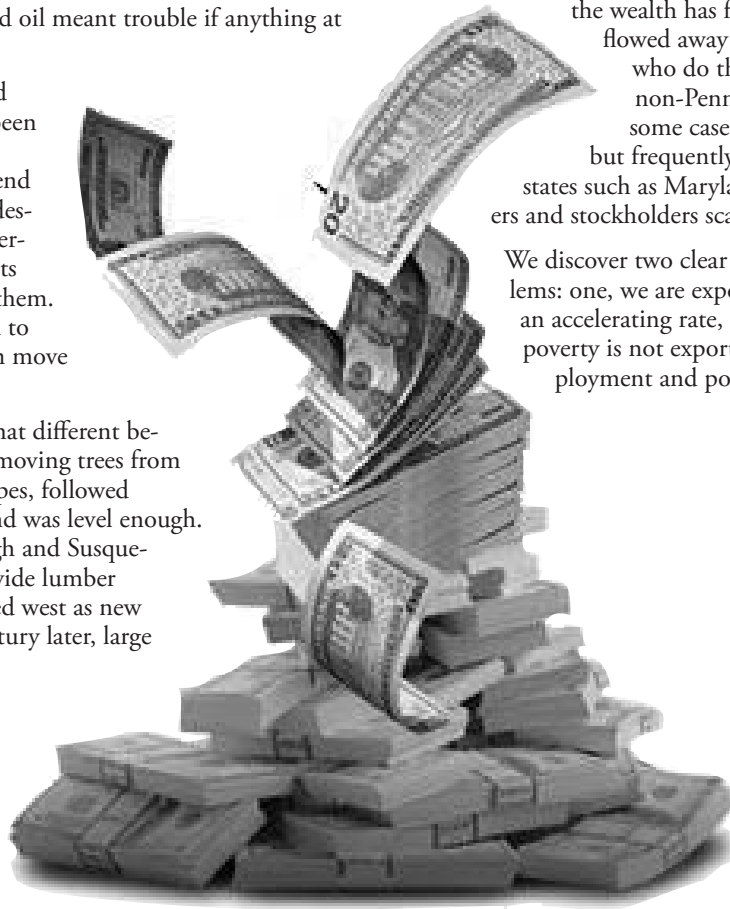 d oil meant trouble if anything at
d
een
end
des-
er-
ts
them.
to
n move
hat different be-
moving trees from
pes, followed
nd was level enough.
gh and Susque-
vide lumber
ed west as new
tury later, large
the wealth has f
flowed away
who do th
non-Penn
some case
but frequently
states such as Maryla
ers and stockholders sca
We discover two clear
lems: one, we are expo
an accelerating rate,
poverty is not export
ployment and po
20